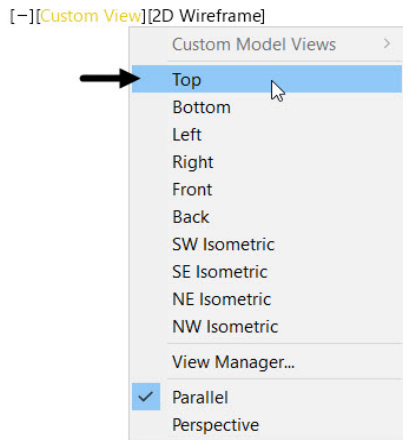 [−][Custom View][2D Wireframe]
Custom Model Views >
Top
Bottom
Left
Right
Front
Back
SW Isometric
SE Isometric
NE Isometric
NW Isometric
View Manager...
Parallel
Perspective